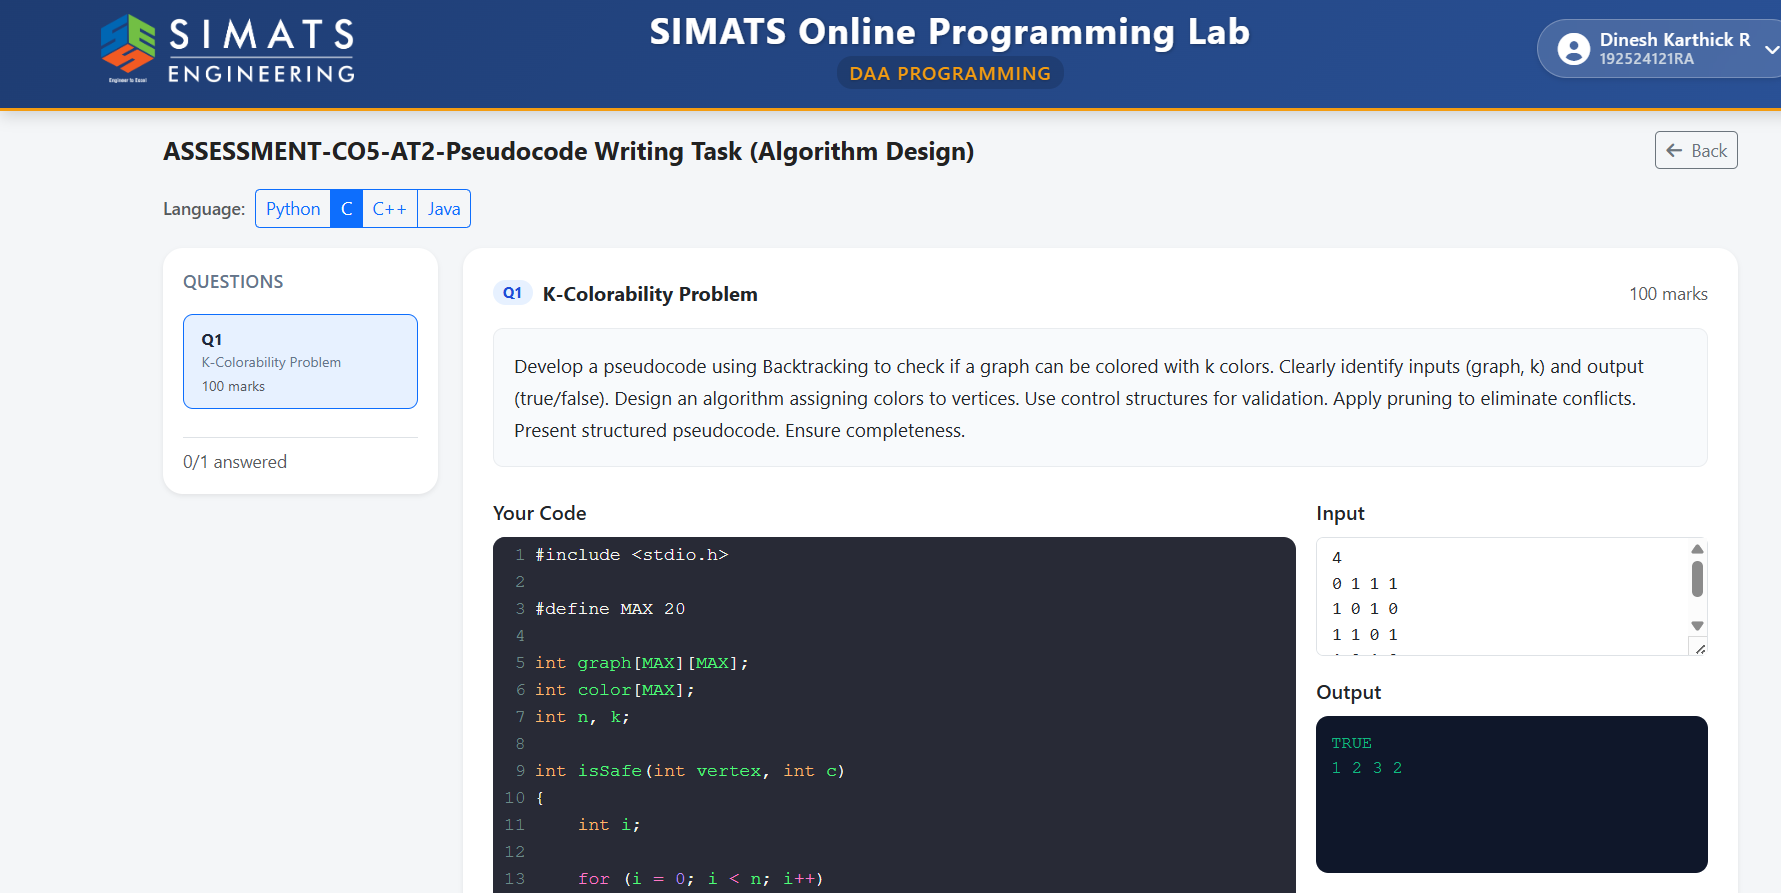 SIMATS
ENGINEERING
Engineer to Excel
SIMATS Online Programming Lab
DAA PROGRAMMING
Dinesh Karthick R
192524121RA
ASSESSMENT-CO5-AT2-Pseudocode Writing Task (Algorithm Design)
Back
Language: Python C C++ Java
QUESTIONS
Q1
K-Colorability Problem
100 marks
0/1 answered
Q1 K-Colorability Problem
100 marks
Develop a pseudocode using Backtracking to check if a graph can be colored with k colors. Clearly identify inputs (graph, k) and output
(true/false). Design an algorithm assigning colors to vertices. Use control structures for validation. Apply pruning to eliminate conflicts.
Present structured pseudocode. Ensure completeness.
Your Code
1 #include <stdio.h>
2
3 #define MAX 20
4
5 int graph[MAX][MAX];
6 int color[MAX];
7 int n, k;
8
9 int isSafe(int vertex, int c)
10 {
11     int i;
12
13     for (i = 0; i < n; i++)
Input
4
0 1 1 1
1 0 1 0
1 1 0 1
Output
TRUE
1 2 3 2